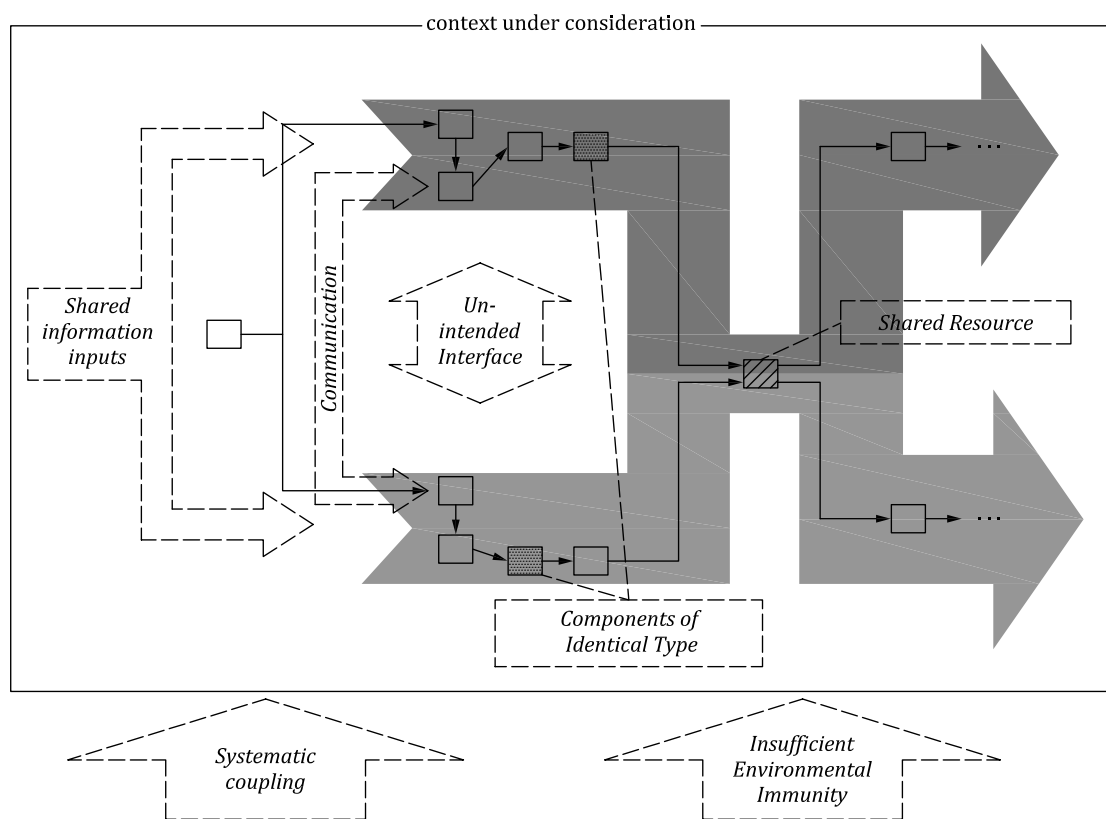 context under consideration
Shared
information
inputs
Communication
Un-
intended
Interface
Shared Resource
Components of
Identical Type
Systematic
coupling
Insufficient
Environmental
Immunity